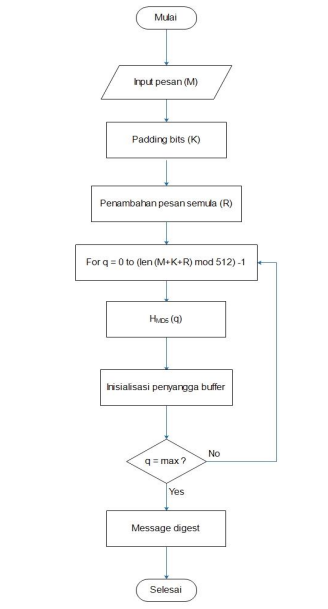 Mulai
Input pesan (M)
Padding bits (K)
Penambahan pesan semula (R)
For q = 0 to (len (M+K+R) mod 512) -1
HMD5 (q)
Inisialisasi penyangga buffer
q = max ?
No
Yes
Message digest
Selesai